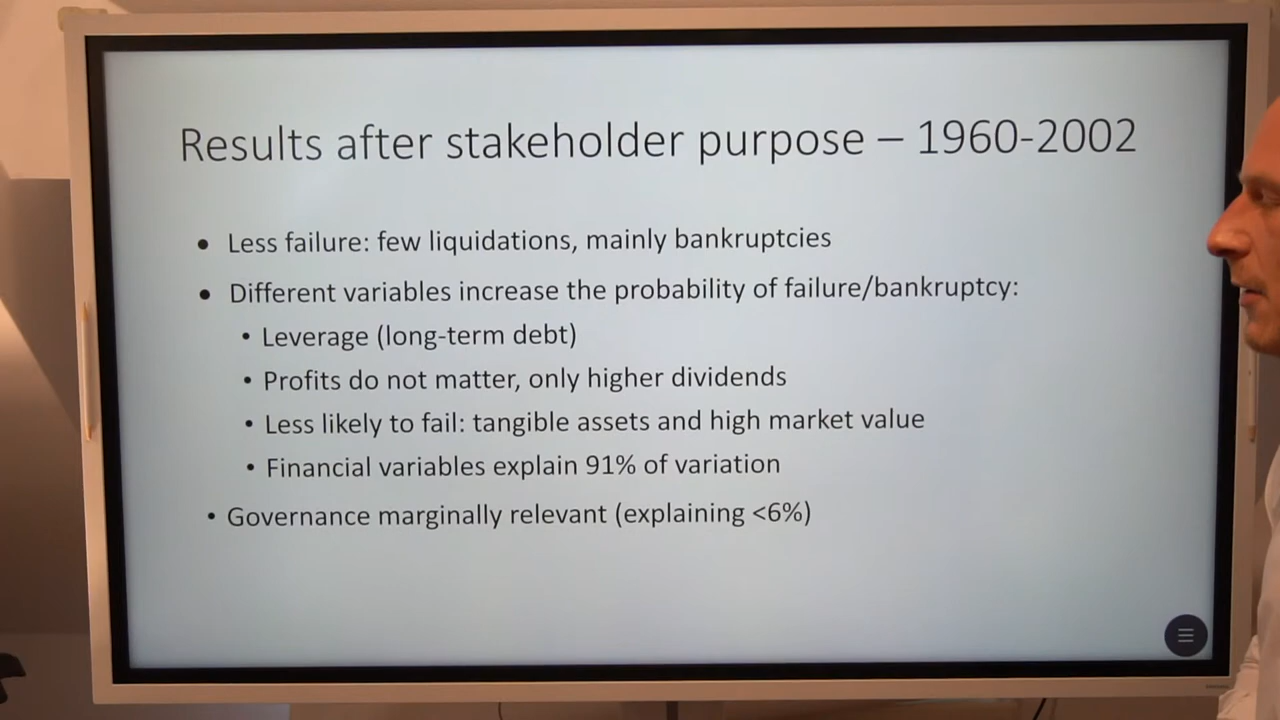 Results after stakeholder purpose – 1960-2002
• Less failure: few liquidations, mainly bankruptcies
• Different variables increase the probability of failure/bankruptcy:
• Leverage (long-term debt)
• Profits do not matter, only higher dividends
• Less likely to fail: tangible assets and high market value
• Financial variables explain 91% of variation
• Governance marginally relevant (explaining <6%)